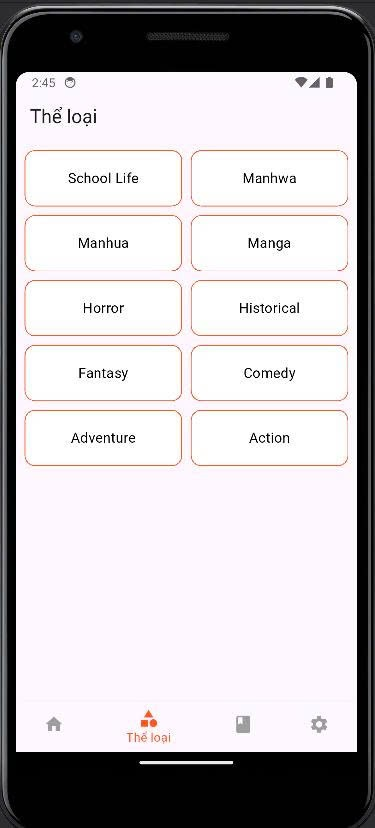 2:45
Thể loại
School Life
Manhwa
Manhua
Manga
Horror
Historical
Fantasy
Comedy
Adventure
Action
Thể loại